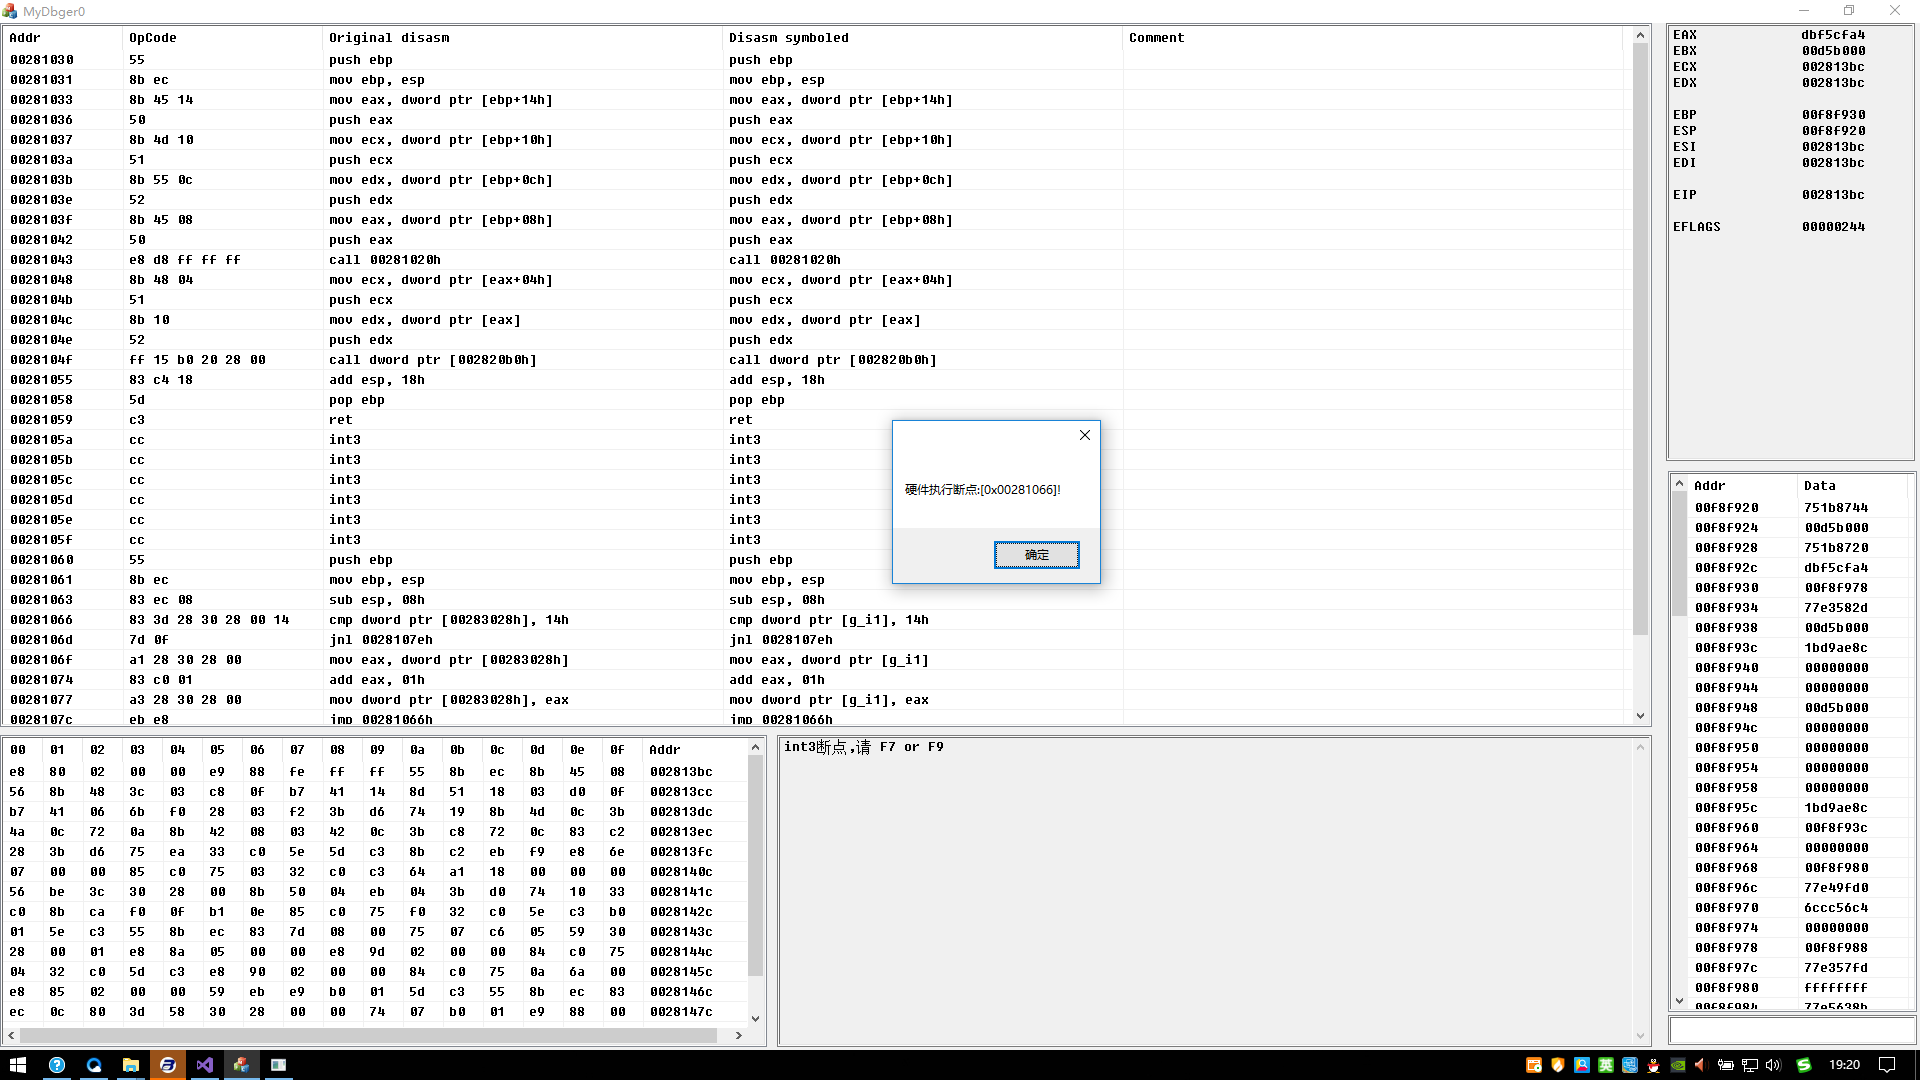 MyDbger0
Addr OpCode Original disasm Disasm symboled Comment
00281030 55 push ebp push ebp
00281031 8b ec mov ebp, esp mov ebp, esp
00281033 8b 45 14 mov eax, dword ptr [ebp+14h] mov eax, dword ptr [ebp+14h]
00281036 50 push eax push eax
00281037 8b 4d 10 mov ecx, dword ptr [ebp+10h] mov ecx, dword ptr [ebp+10h]
0028103a 51 push ecx push ecx
0028103b 8b 55 0c mov edx, dword ptr [ebp+0ch] mov edx, dword ptr [ebp+0ch]
0028103e 52 push edx push edx
0028103f 8b 45 08 mov eax, dword ptr [ebp+08h] mov eax, dword ptr [ebp+08h]
00281042 50 push eax push eax
00281043 e8 d8 ff ff ff call 00281020h call 00281020h
00281048 8b 48 04 mov ecx, dword ptr [eax+04h] mov ecx, dword ptr [eax+04h]
0028104b 51 push ecx push ecx
0028104c 8b 10 mov edx, dword ptr [eax] mov edx, dword ptr [eax]
0028104e 52 push edx push edx
0028104f ff 15 b0 20 28 00 call dword ptr [002820b0h] call dword ptr [002820b0h]
00281055 83 c4 18 add esp, 18h add esp, 18h
00281058 5d pop ebp pop ebp
00281059 c3 ret ret
0028105a cc int3 int3
0028105b cc int3 int3
0028105c cc int3 int3
0028105d cc int3 int3
0028105e cc int3 int3
0028105f cc int3 int3
00281060 55 push ebp push ebp
00281061 8b ec mov ebp, esp mov ebp, esp
00281063 83 ec 08 sub esp, 08h sub esp, 08h
00281066 83 3d 28 30 28 00 14 cmp dword ptr [00283028h], 14h cmp dword ptr [g_i1], 14h
0028106d 7d 0f jnl 0028107eh jnl 0028107eh
0028106f a1 28 30 28 00 mov eax, dword ptr [00283028h] mov eax, dword ptr [g_i1]
00281074 83 c0 01 add eax, 01h add eax, 01h
00281077 a3 28 30 28 00 mov dword ptr [00283028h], eax mov dword ptr [g_i1], eax
0028107c eb e8 jmp 00281066h jmp 00281066h
硬件执行断点:[0x00281066]!
确定
EAX dbf5cfa4
EBX 00d5b000
ECX 002813bc
EDX 002813bc
EBP 00f8f930
ESP 00f8f920
ESI 002813bc
EDI 002813bc
EIP 002813bc
EFLAGS 00000244
Addr Data
00f8f920 751b8744
00f8f924 00d5b000
00f8f928 751b8720
00f8f92c dbf5cfa4
00f8f930 00f8f978
00f8f934 77e3582d
00f8f938 00d5b000
00f8f93c 1bd9ae8c
00f8f940 00000000
00f8f944 00000000
00f8f948 00d5b000
00f8f94c 00000000
00f8f950 00000000
00f8f954 00000000
00f8f958 00000000
00f8f95c 1bd9ae8c
00f8f960 00f8f93c
00f8f964 00000000
00f8f968 00f8f980
00f8f96c 77e49fd0
00f8f970 6ccc56c4
00f8f974 00000000
00f8f978 00f8f988
00f8f97c 77e357fd
00f8f980 ffffffff
00f8f984 77e5638b
00 01 02 03 04 05 06 07 08 09 0a 0b 0c 0d 0e 0f Addr
e8 80 02 00 00 e9 88 fe ff ff 55 8b ec 8b 45 08 002813bc
56 8b 48 3c 03 c8 0f b7 41 14 8d 51 18 03 d0 0f 002813cc
b7 41 06 6b f0 28 03 f2 3b d6 74 19 8b 4d 0c 3b 002813dc
4a 0c 72 0a 8b 42 08 03 42 0c 3b c8 72 0c 83 c2 002813ec
28 3b d6 75 ea 33 c0 5e 5d c3 8b c2 eb f9 e8 6e 002813fc
07 00 00 85 c0 75 03 32 c0 c3 64 a1 18 00 00 00 0028140c
56 be 3c 30 28 00 8b 50 04 eb 04 3b d0 74 10 33 0028141c
c0 8b ca f0 0f b1 0e 85 c0 75 f0 32 c0 5e c3 b0 0028142c
01 5e c3 55 8b ec 83 7d 08 00 75 07 c6 05 59 30 0028143c
28 00 01 e8 8a 05 00 00 e8 9d 02 00 00 84 c0 75 0028144c
04 32 c0 5d c3 e8 90 02 00 00 84 c0 75 0a 6a 00 0028145c
e8 85 02 00 00 59 eb e9 b0 01 5d c3 55 8b ec 83 0028146c
ec 0c 80 3d 58 30 28 00 00 74 07 b0 01 e9 88 00 0028147c
int3断点,请 F7 or F9
英
19:20